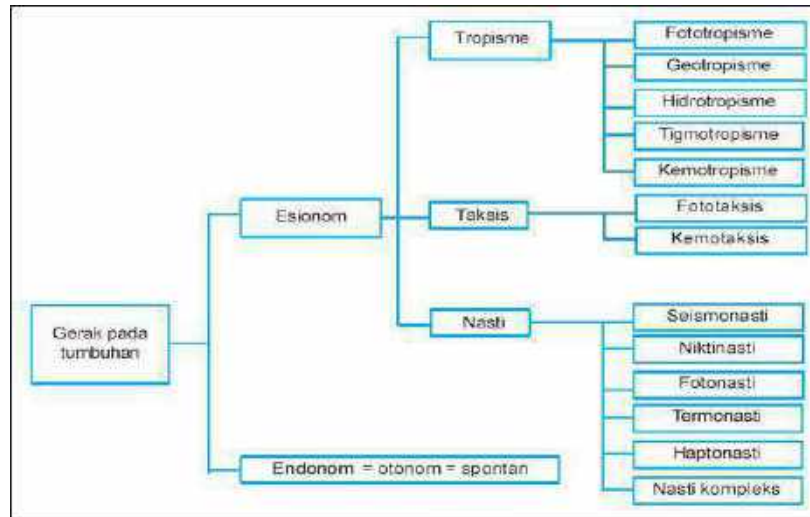 Tropisme
Fototropisme
Geotropisme
Hidrotropisme
Tigmotropisme
Kemotropisme
Esionom
Taksis
Fototaksis
Kemotaksis
Gerak pada
tumbuhan
Nasti
Seismonasti
Niktinasti
Fotonasti
Termonasti
Haptonasti
Nasti kompleks
Endonom = otonom = spontan